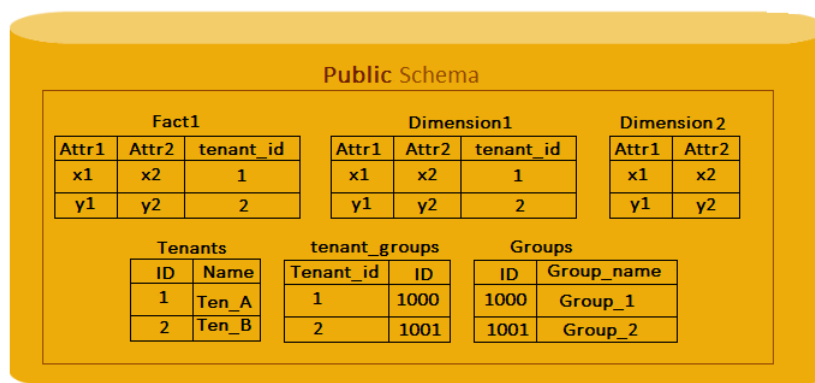 Public Schema
Fact1 Dimension1 Dimension2
Attr1 Attr2 tenant_id Attr1 Attr2 tenant_id Attr1 Attr2
x1 x2 1 x1 x2 1 x1 x2
y1 y2 2 y1 y2 2 y1 y2
Tenants tenant_groups Groups
ID Name Tenant_id ID ID Group_name
1 Ten_A 1 1000 1000 Group_1
2 Ten_B 2 1001 1001 Group_2